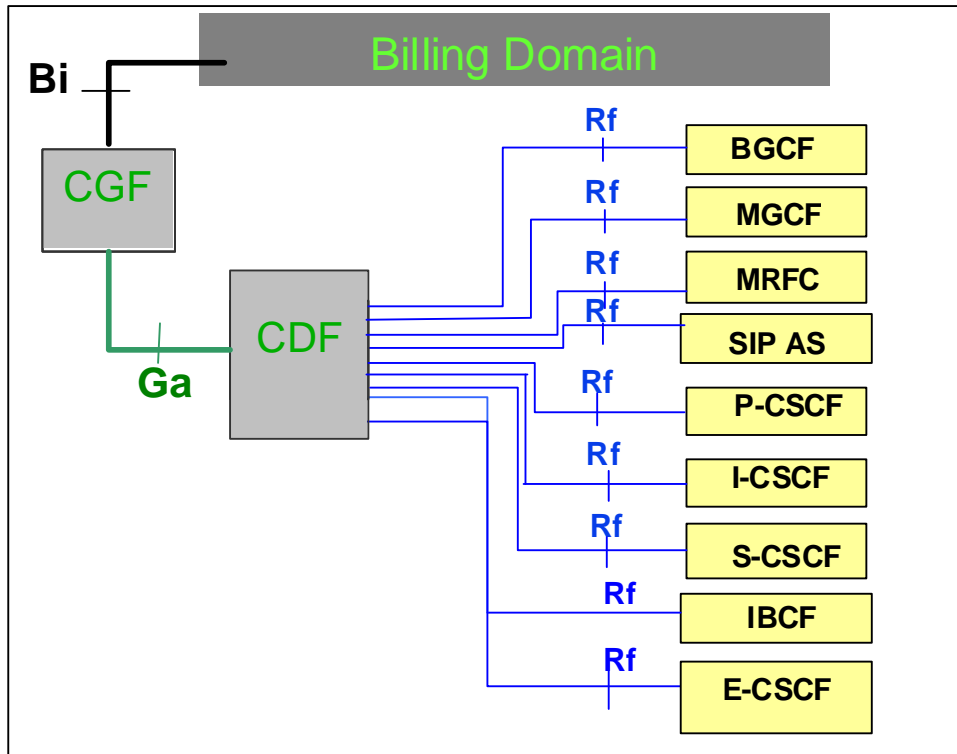 Billing Domain
Bi
CGF
Ga
CDF
Rf
BGCF
Rf
MGCF
Rf
MRFC
Rf
SIP AS
Rf
P-CSCF
Rf
I-CSCF
Rf
S-CSCF
Rf
IBCF
Rf
E-CSCF